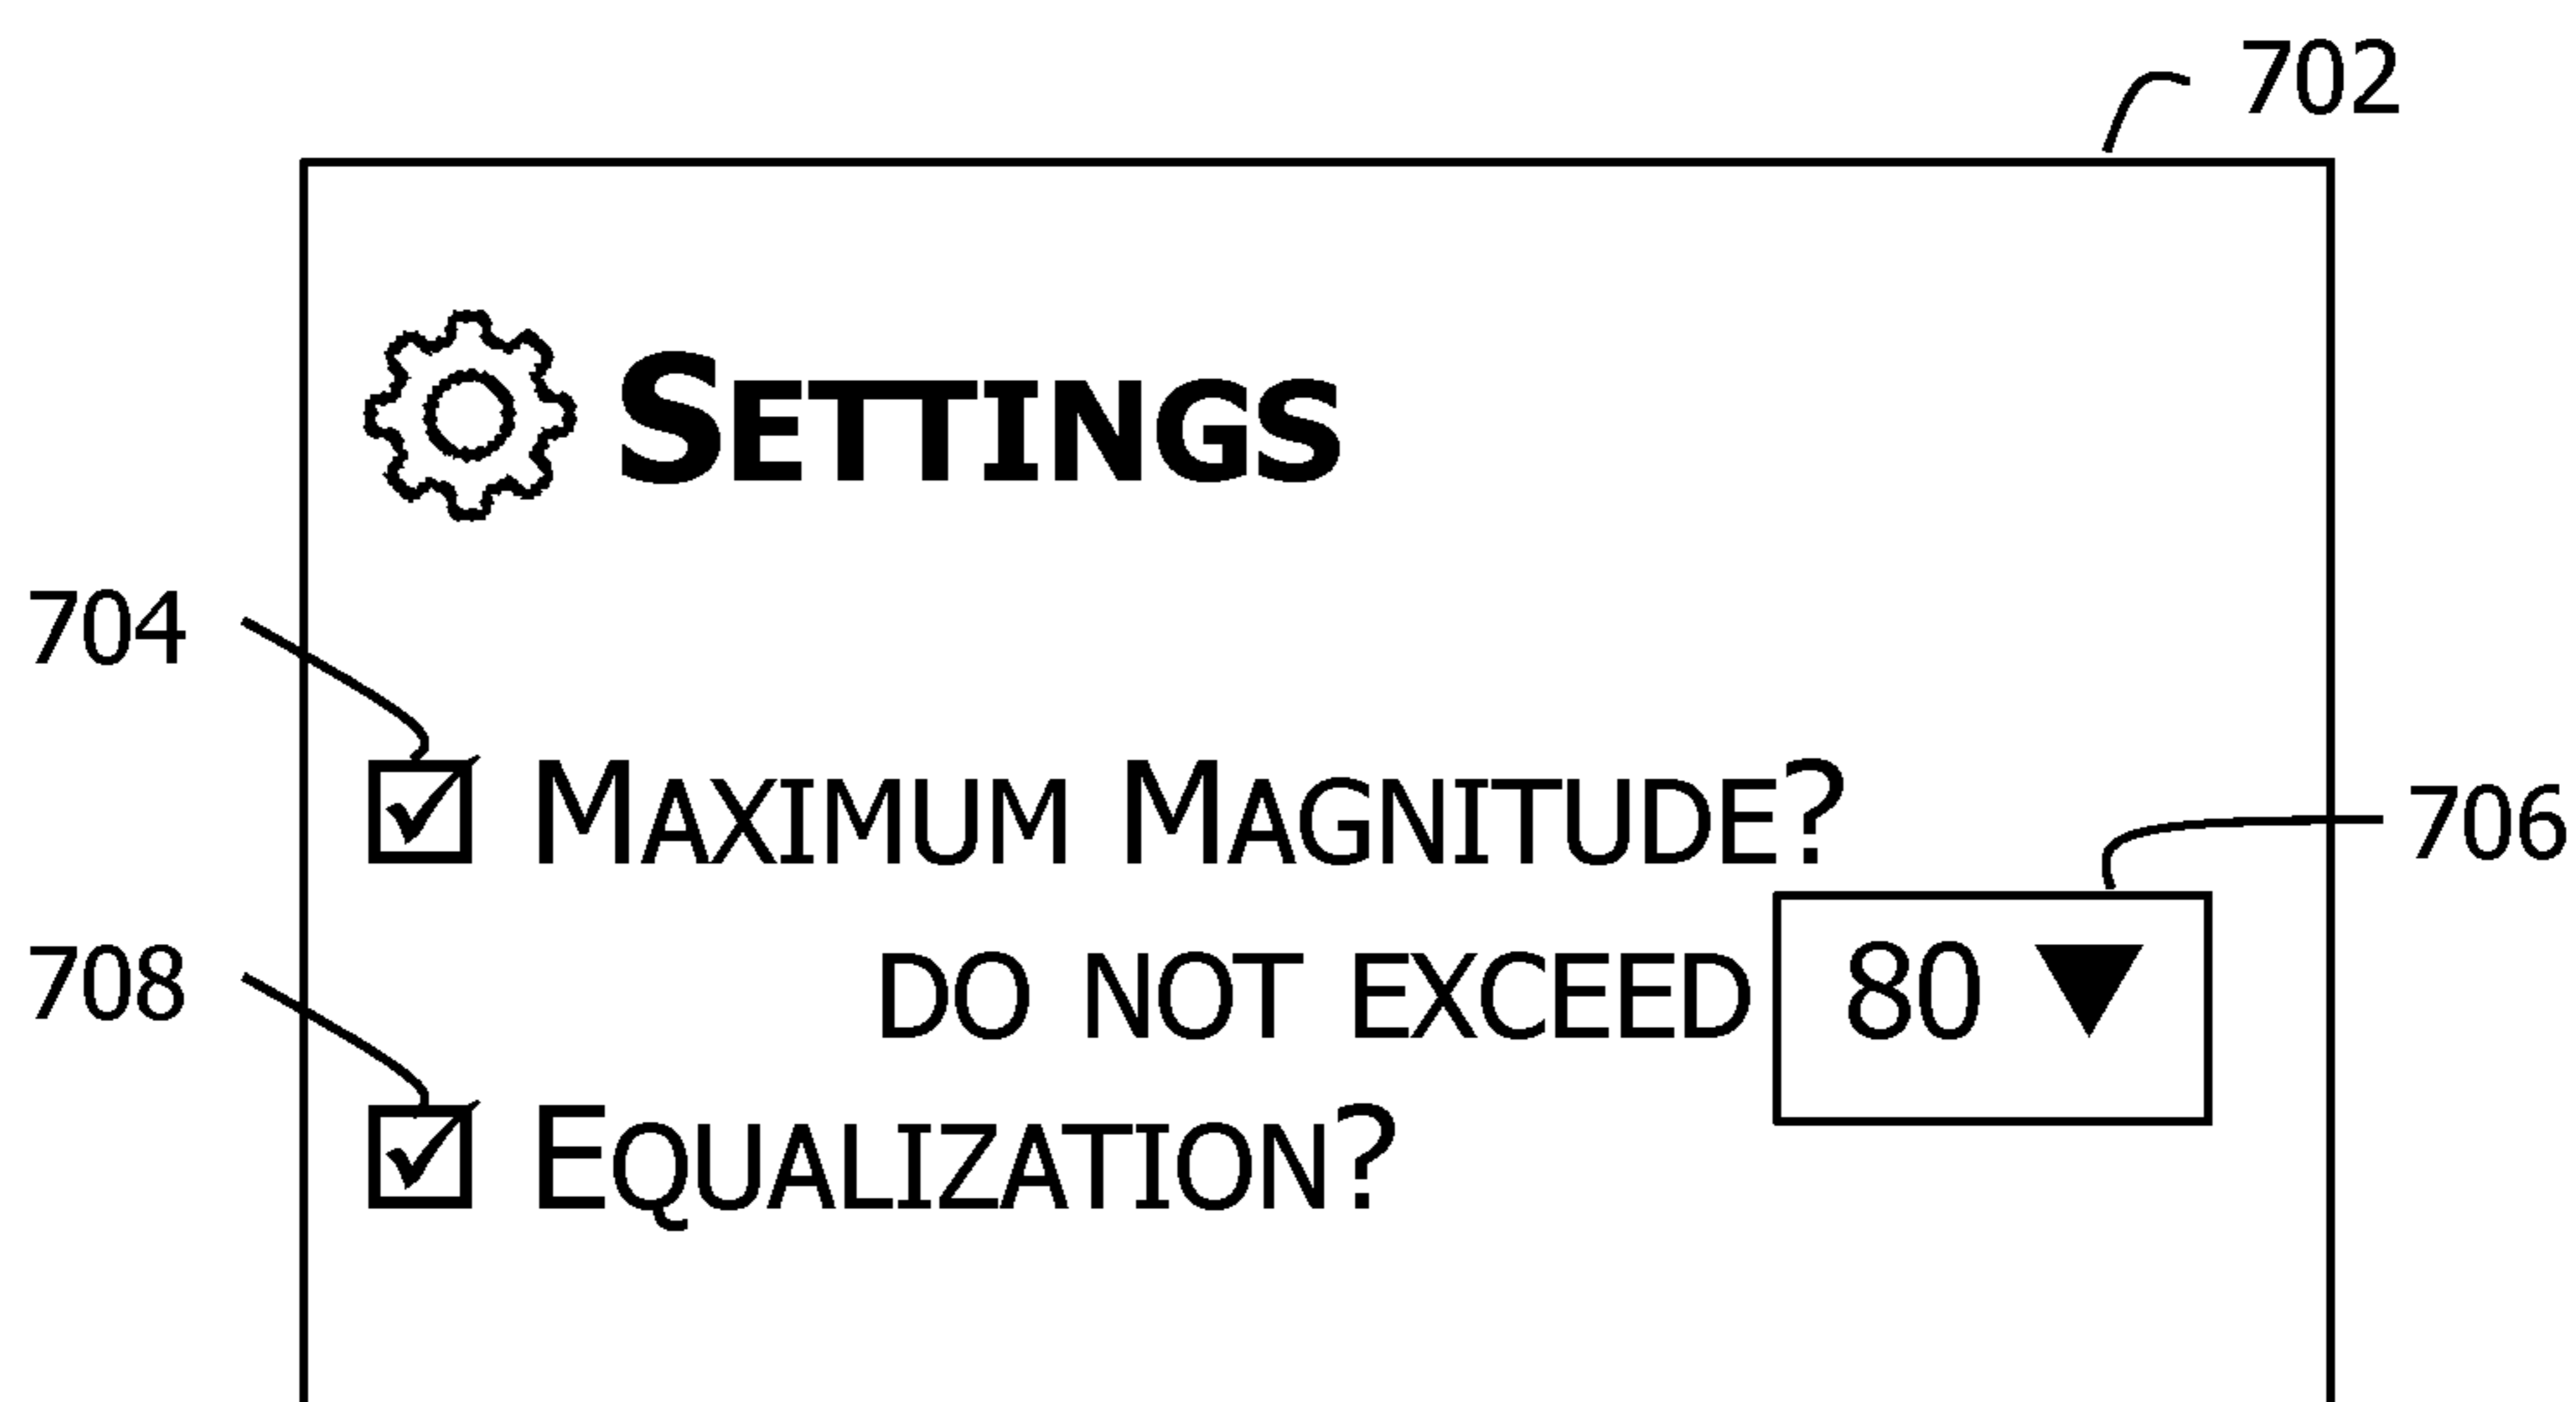 702
SETTINGS
704
MAXIMUM MAGNITUDE?
706
DO NOT EXCEED 80
708
EQUALIZATION?